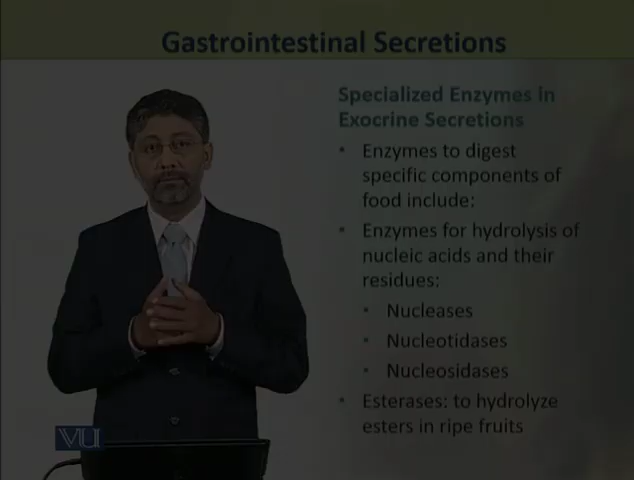 Gastrointestinal Secretions
Specialized Enzymes in
Exocrine Secretions
• Enzymes to digest
specific components of
food include:
• Enzymes for hydrolysis of
nucleic acids and their
residues:
• Nucleases
• Nucleotidases
• Nucleosidases
• Esterases: to hydrolyze
esters in ripe fruits
VU